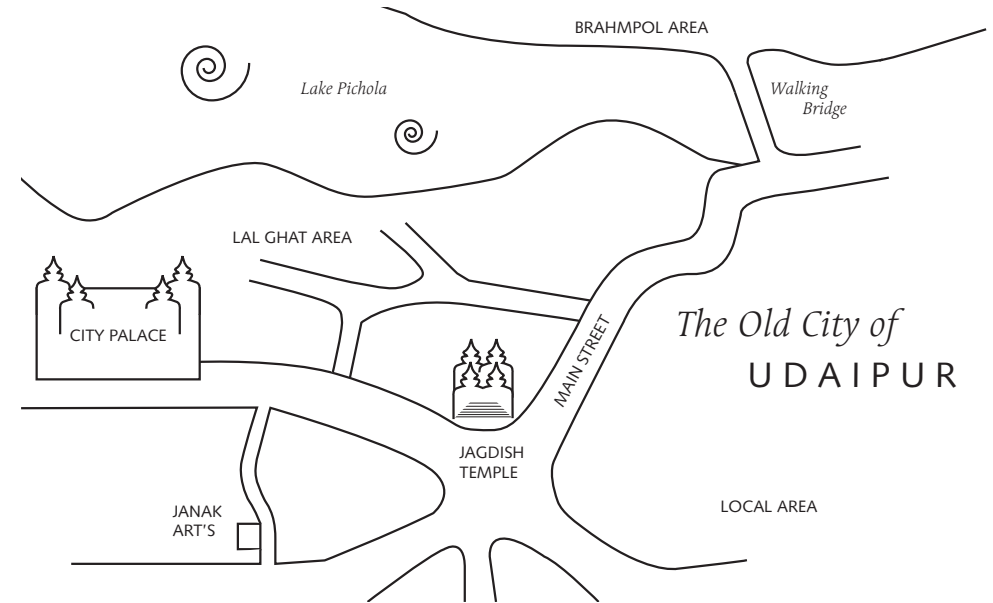 BRAHMPOL AREA
Lake Pichola
Walking
Bridge
LAL GHAT AREA
CITY PALACE
MAIN STREET
The Old City of
UDAIPUR
JAGDISH
TEMPLE
JANAK
ART'S
LOCAL AREA